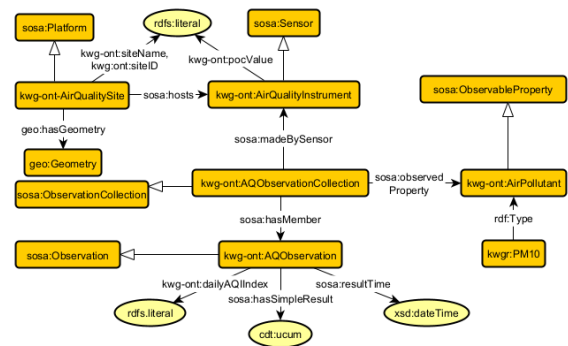 sosa:Platform
rdfs:literal
sosa:Sensor
kwg-ont:siteName,
kwg:ont:siteID
kwg-ont:pocValue
kwg-ont-AirQualitySite
sosa:hosts
kwg-ont:AirQualityInstrument
sosa:ObservableProperty
geo:hasGeometry
sosa:madeBySensor
geo:Geometry
sosa:ObservationCollection
kwg-ont:AQObservationCollection
sosa:observed
Property
kwg-ont:AirPollutant
sosa:hasMember
rdf:Type
sosa:Observation
kwg-ont:AQObservation
kwgr:PM10
kwg-ont:dailyAQIIndex
sosa:resultTime
sosa:hasSimpleResult
rdfs.literal
xsd:dateTime
cdt:ucum